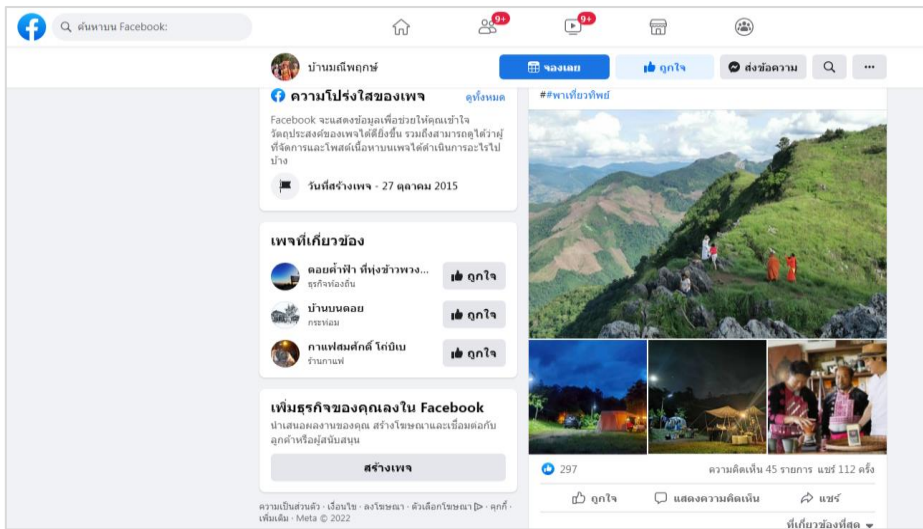 ค้นหาบน Facebook:
9+
9+
บ้านมณีพฤกษ์
จองเลย
ถูกใจ
ส่งข้อความ
ความโปร่งใสของเพจ
ดูทั้งหมด
Facebook จะแสดงข้อมูลเพื่อช่วยให้คุณเข้าใจ
วัตถุประสงค์ของเพจได้ดียิ่งขึ้น รวมถึงสามารถดูได้ว่าผู้
ที่จัดการและโพสต์เนื้อหาบนเพจได้ดำเนินการอะไรไป
บ้าง
วันที่สร้างเพจ - 27 ตุลาคม 2015
เพจที่เกี่ยวข้อง
ดอยค้ำฟ้า ที่ทุ่งข้าวพวง...
ธุรกิจท้องถิ่น
ถูกใจ
บ้านบนดอย
กระท่อม
ถูกใจ
กาแฟสมศักดิ์ โกปิเบ
ร้านกาแฟ
ถูกใจ
เพิ่มธุรกิจของคุณลงใน Facebook
นำเสนอผลงานของคุณ สร้างโฆษณาและเชื่อมต่อกับ
ลูกค้าหรือผู้สนับสนุน
สร้างเพจ
ความเป็นส่วนตัว · เงื่อนไข · ลงโฆษณา · ตัวเลือกโฆษณา · คุกกี้ ·
เพิ่มเติม · Meta © 2022
##พาเที่ยวทิพย์
297
ความคิดเห็น 45 รายการ แชร์ 112 ครั้ง
ถูกใจ
แสดงความคิดเห็น
แชร์
ที่เกี่ยวข้องที่สุด